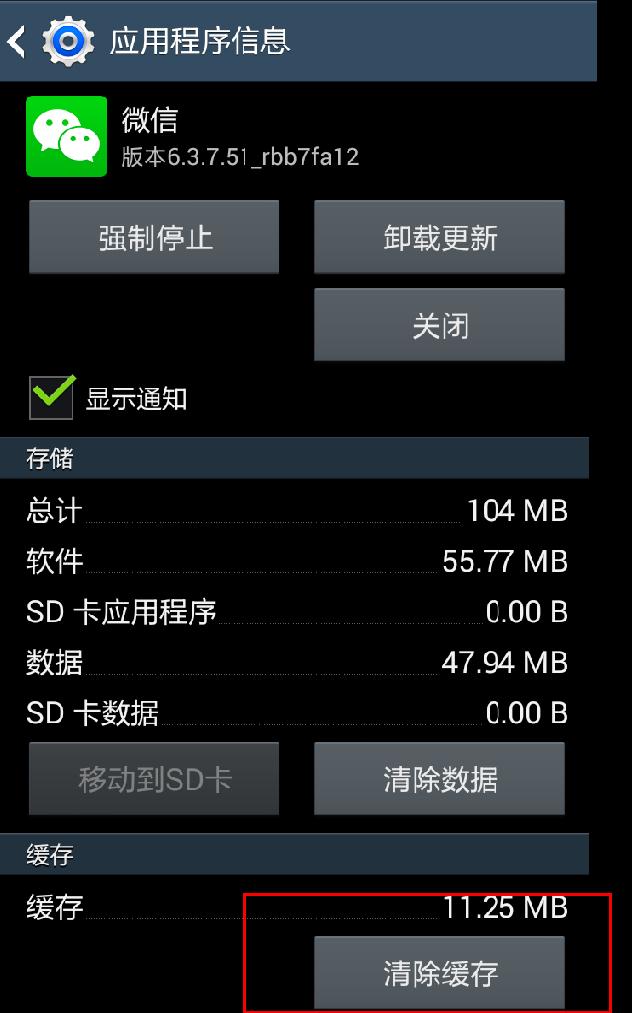 应用程序信息
微信
版本6.3.7.51_rbb7fa12
强制停止 卸载更新
关闭
显示通知
存储
总计 104 MB
软件 55.77 MB
SD 卡应用程序 0.00 B
数据 47.94 MB
SD 卡数据 0.00 B
移动到SD卡 清除数据
缓存
缓存 11.25 MB
清除缓存